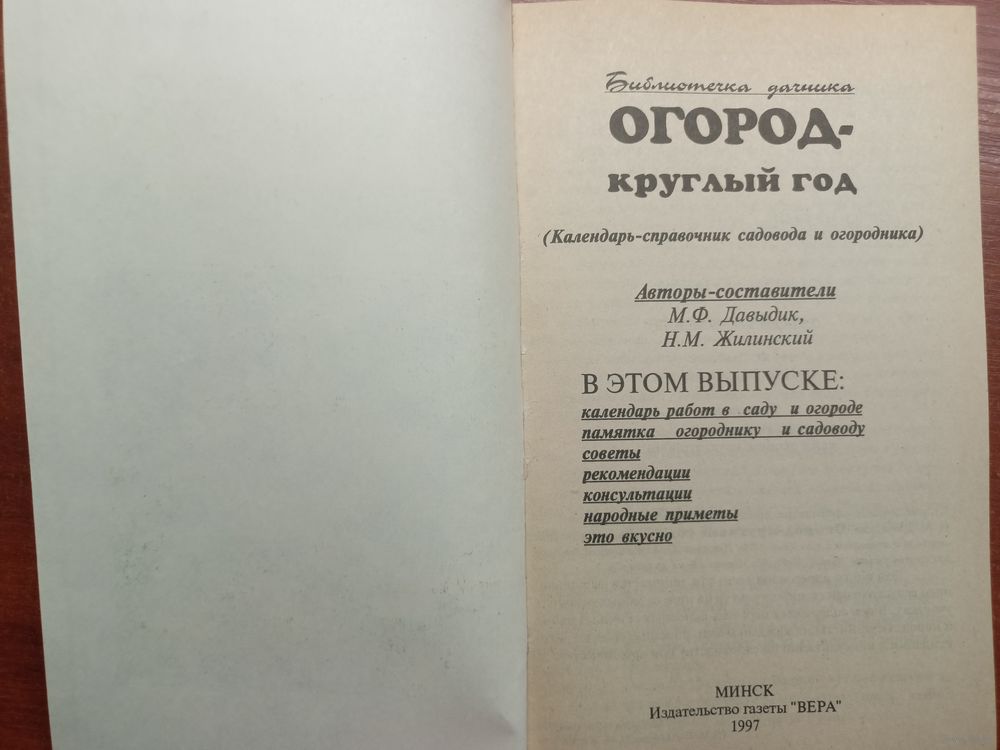 Библиотечка дачника
ОГОРОД-
круглый год
(Календарь-справочник садовода и огородника)
Авторы-составители
М.Ф. Давыдик,
Н.М. Жилинский
В ЭТОМ ВЫПУСКЕ:
календарь работ в саду и огороде
памятка огороднику и садоводу
советы
рекомендации
консультации
народные приметы
это вкусно
МИНСК
Издательство газеты "ВЕРА"
1997